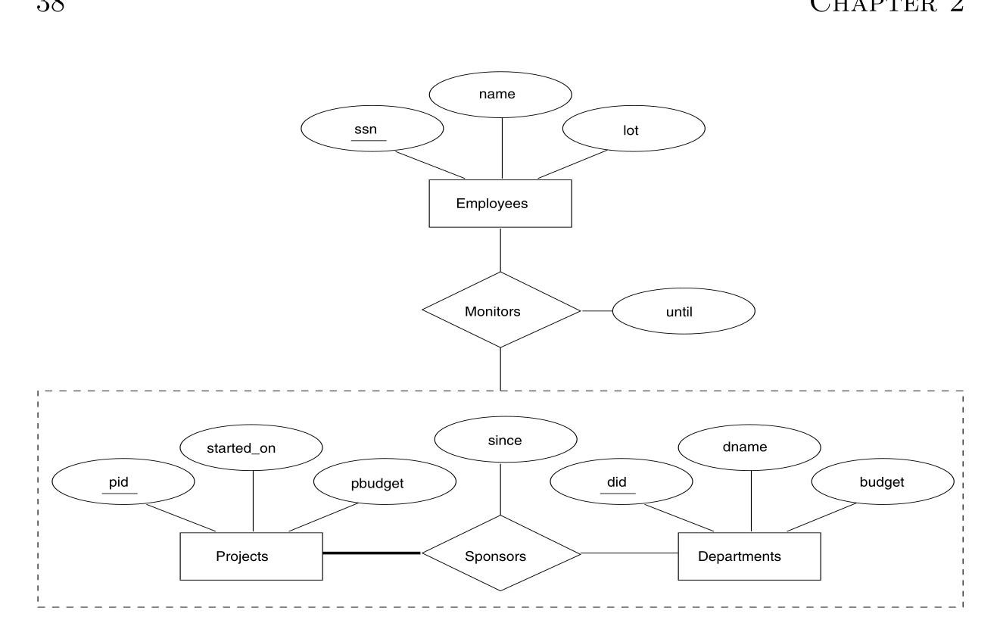 38 CHAPTER 2
name
ssn
lot
Employees
Monitors
until
since
started_on
dname
pid
pbudget
did
budget
Projects
Sponsors
Departments